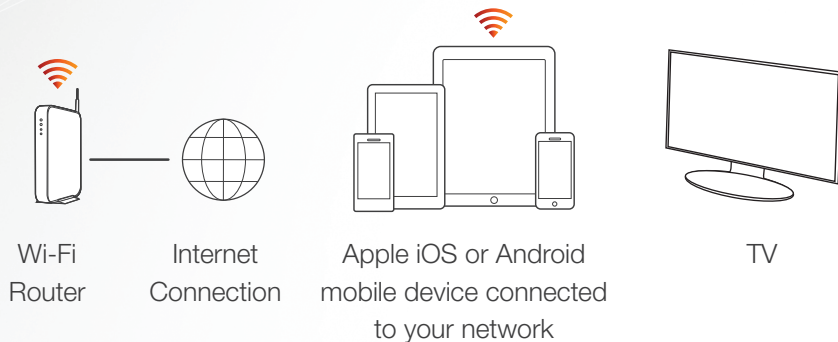 Wi-Fi
Router
Internet
Connection
Apple iOS or Android
mobile device connected
to your network
TV